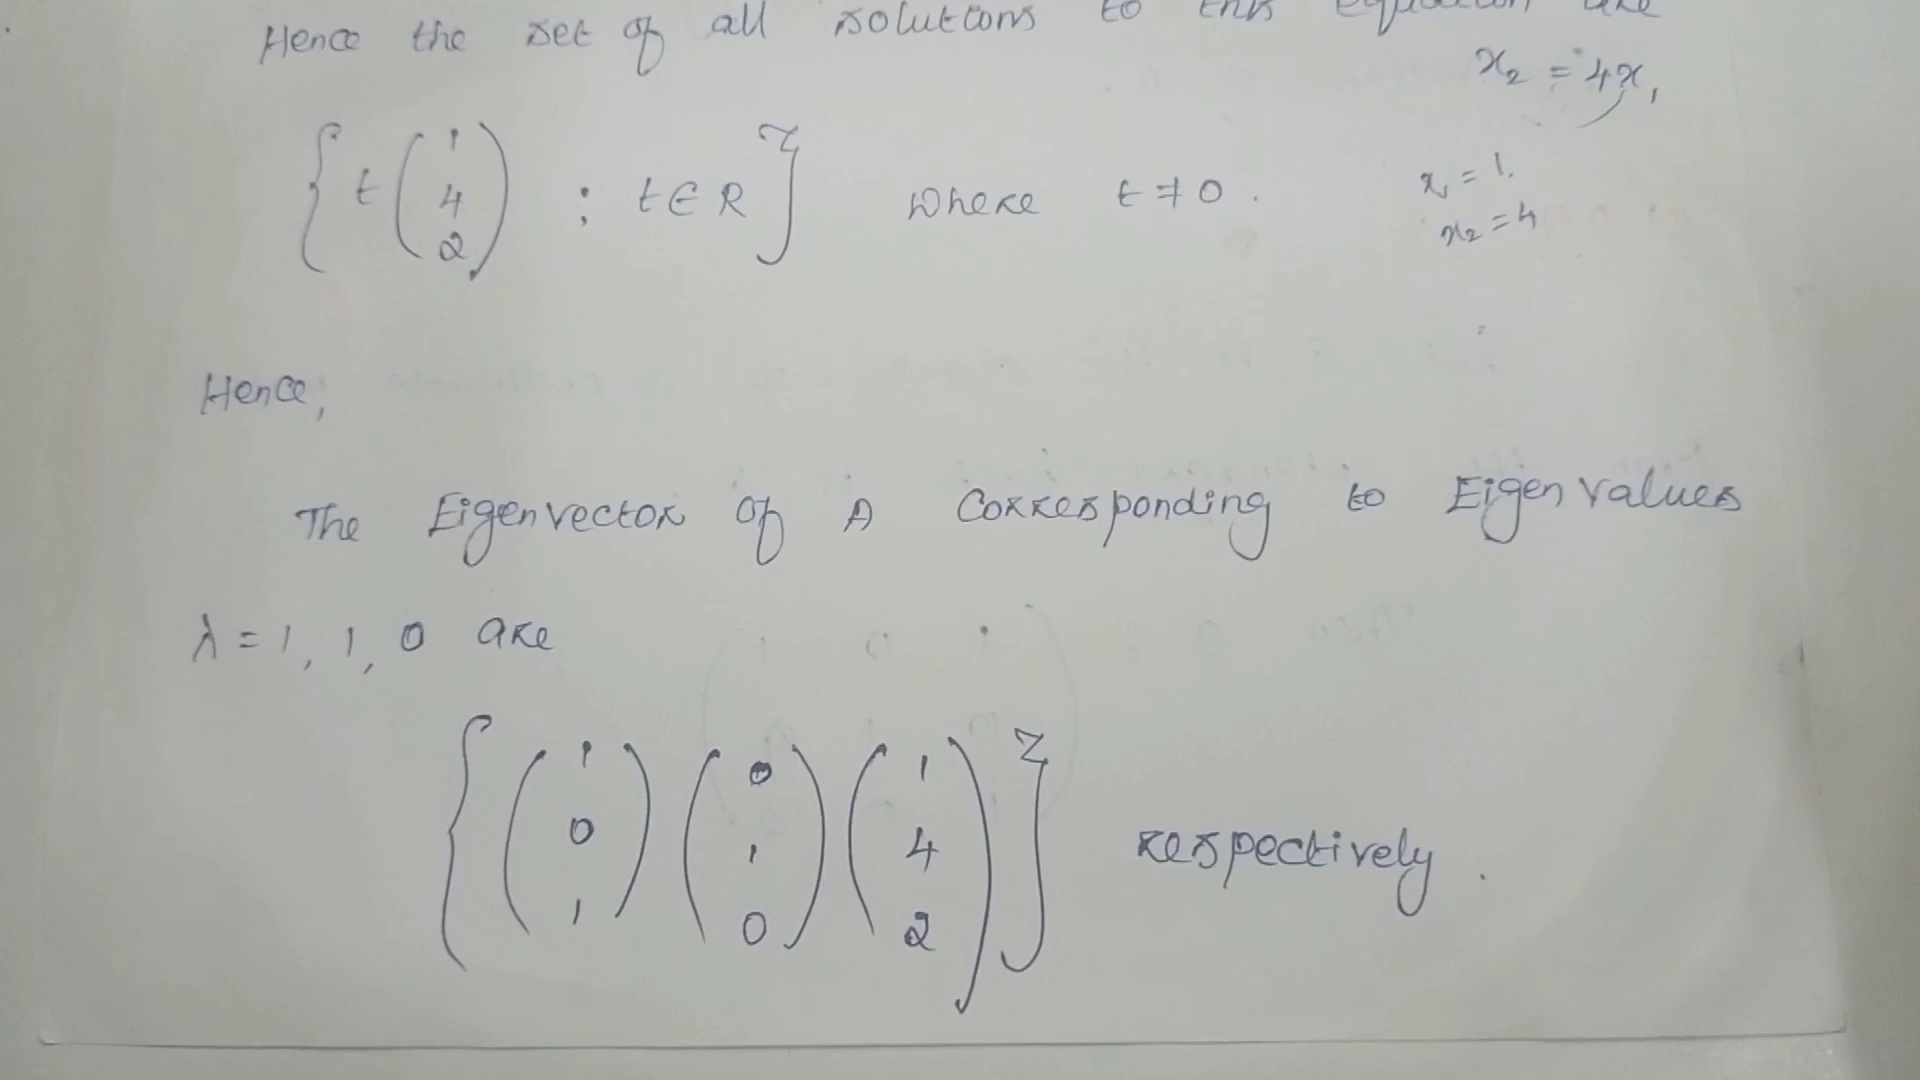 Hence the set of all solutions to this equation are
x₂ = 4x₁
{ t ( 1 4 2 ) ; t ∈ R } where t ≠ 0 .
x₁ = 1.
x₂ = 4
Hence,
The Eigenvector of A Corresponding to Eigen values
λ = 1, 1, 0 are
{ ( 1 0 1 ) ( 0 1 0 ) ( 1 4 2 ) } respectively .